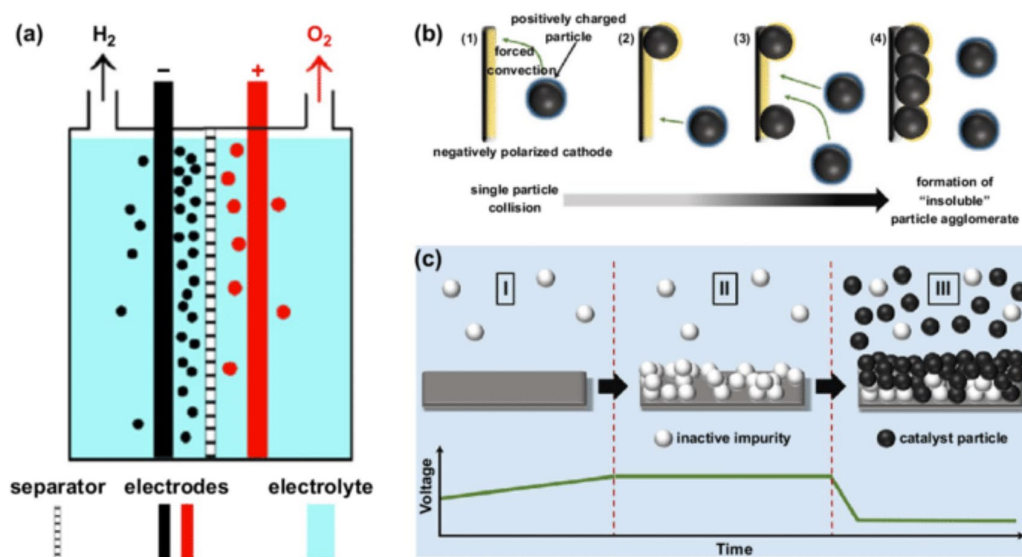 (a)
H2
O2
−
+
separator
electrodes
electrolyte
(b)
(1)
positively charged
particle
forced
convection
negatively polarized cathode
(2)
(3)
(4)
single particle
collision
formation of
“insoluble”
particle agglomerate
(c)
I
II
III
inactive impurity
catalyst particle
Voltage
Time